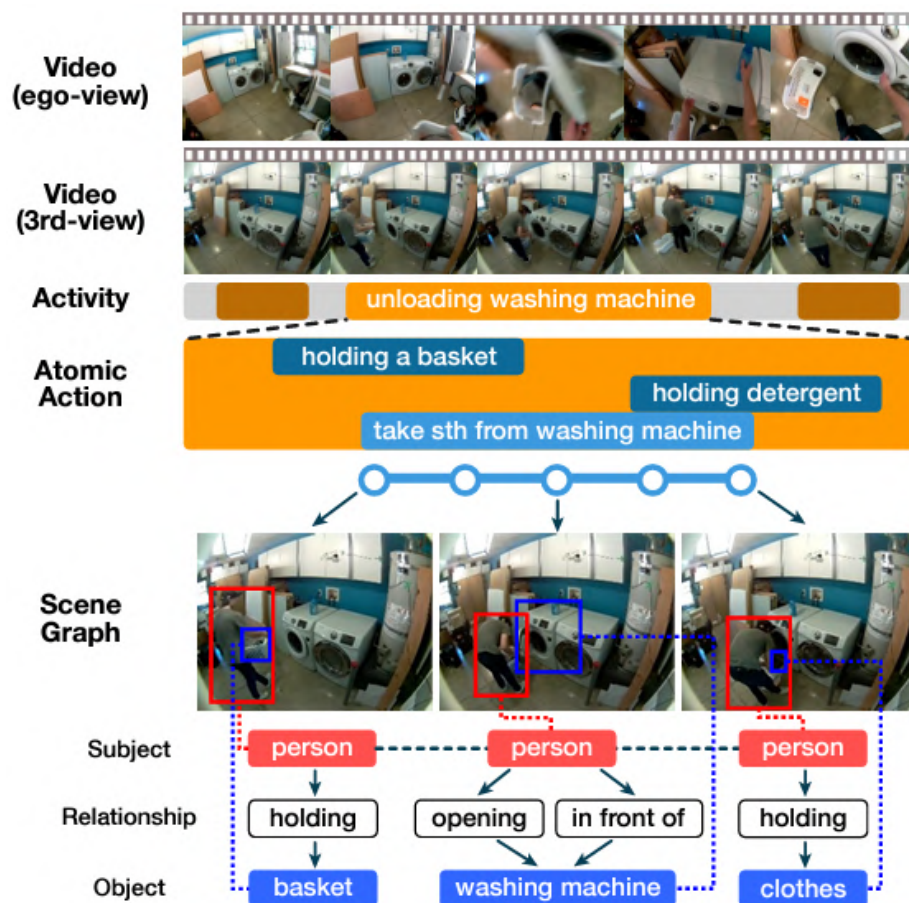 Video
(ego-view)
Video
(3rd-view)
Activity
unloading washing machine
Atomic
Action
holding a basket
holding detergent
take sth from washing machine
Scene
Graph
Subject
person
person
person
Relationship
holding
opening
in front of
holding
Object
basket
washing machine
clothes